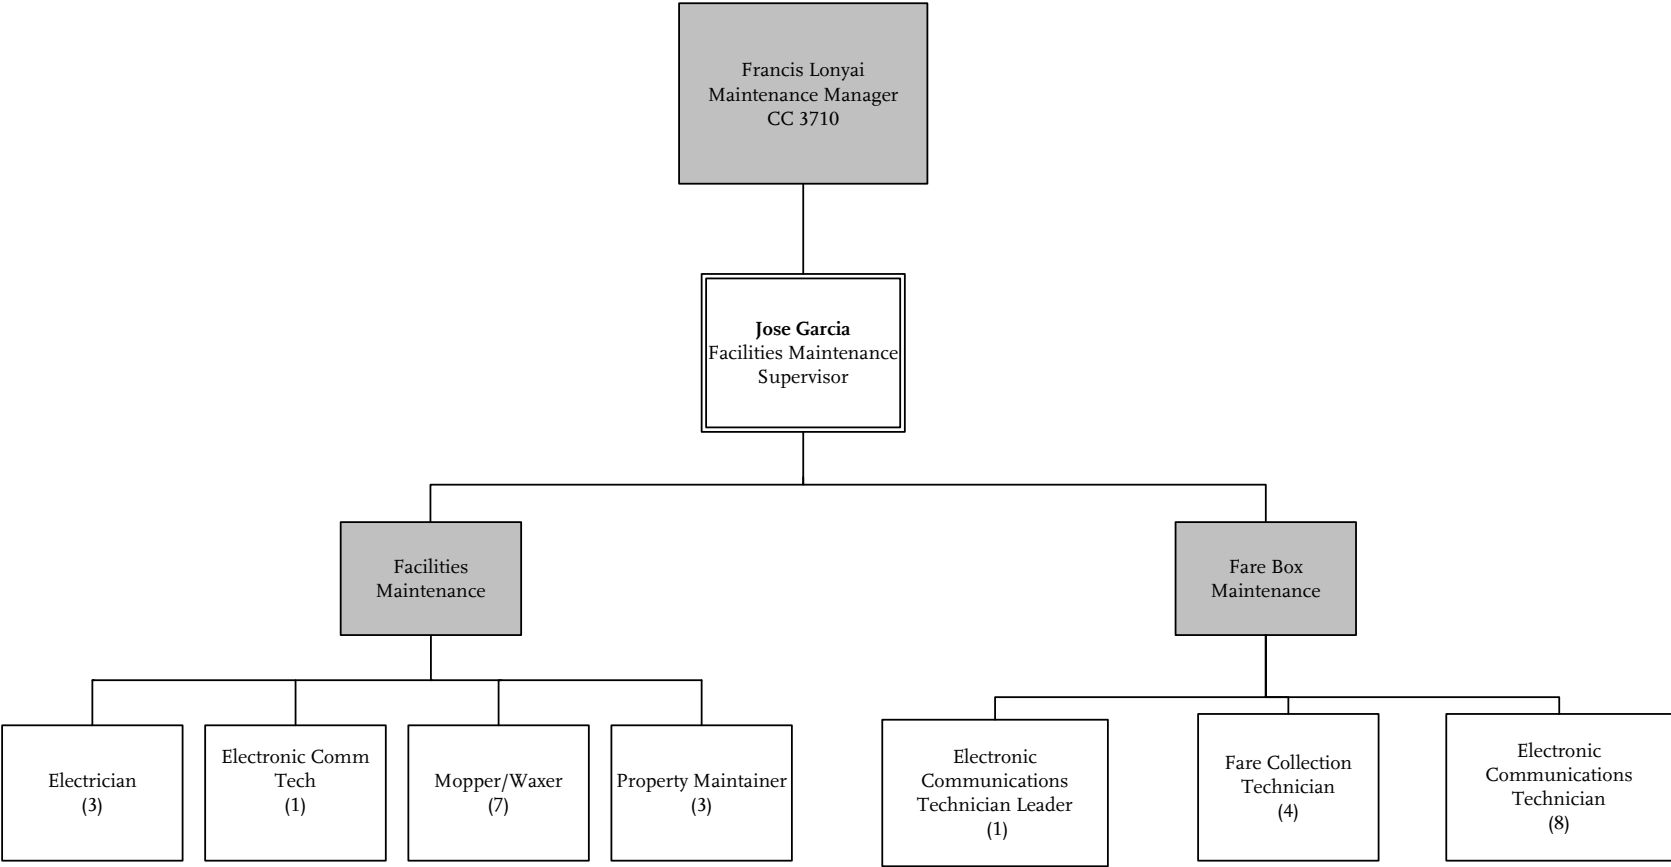 Francis Lonyai
Maintenance Manager
CC 3710
Jose Garcia
Facilities Maintenance
Supervisor
Facilities
Maintenance
Fare Box
Maintenance
Electrician
(3)
Electronic Comm
Tech
(1)
Mopper/Waxer
(7)
Property Maintainer
(3)
Electronic
Communications
Technician Leader
(1)
Fare Collection
Technician
(4)
Electronic
Communications
Technician
(8)